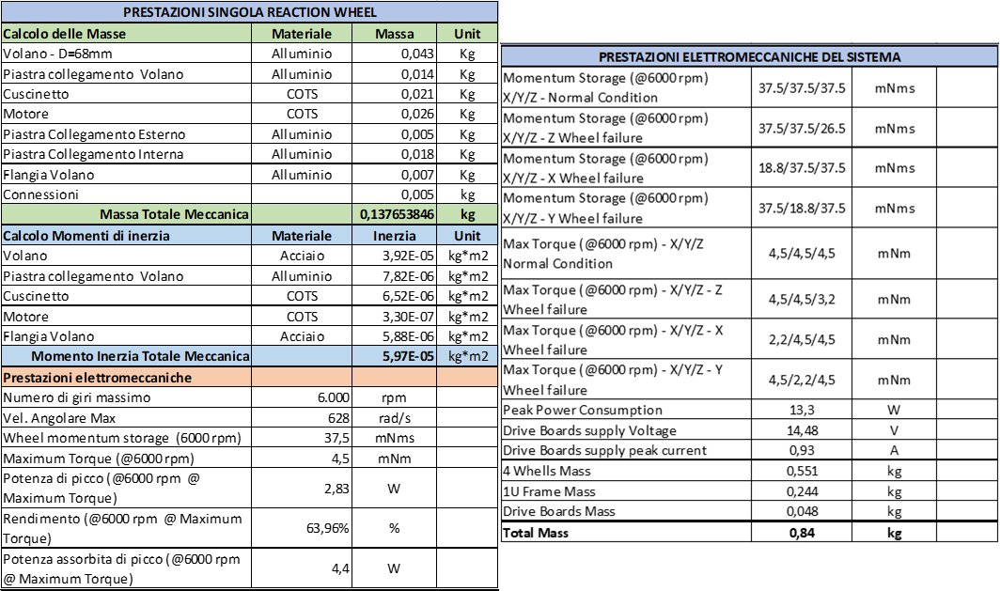 PRESTAZIONI SINGOLA REACTION WHEEL
Calcolo delle Masse Materiale Massa Unit
Volano - D=68mm Alluminio 0,043 Kg
Piastra collegamento Volano Alluminio 0,014 Kg
Cuscinetto COTS 0,021 Kg
Motore COTS 0,026 Kg
Piastra Collegamento Esterno Alluminio 0,005 Kg
Piastra Collegamento Interna Alluminio 0,018 Kg
Flangia Volano Alluminio 0,007 Kg
Connessioni 0,005 kg
Massa Totale Meccanica 0,137653846 kg
Calcolo Momenti di inerzia Materiale Inerzia Unit
Volano Acciaio 3,92E-05 kg*m2
Piastra collegamento Volano Alluminio 7,82E-06 kg*m2
Cuscinetto COTS 6,52E-06 kg*m2
Motore COTS 3,30E-07 kg*m2
Flangia Volano Acciaio 5,88E-06 kg*m2
Momento Inerzia Totale Meccanica 5,97E-05 kg*m2
Prestazioni elettromeccaniche
Numero di giri massimo 6.000 rpm
Vel. Angolare Max 628 rad/s
Wheel momentum storage (6000 rpm) 37,5 mNms
Maximum Torque (@6000 rpm) 4,5 mNm
Potenza di picco (@6000 rpm @
Maximum Torque) 2,83 W
Rendimento (@6000 rpm @ Maximum
Torque) 63,96% %
Potenza assorbita di picco (@6000 rpm
@ Maximum Torque) 4,4 W
PRESTAZIONI ELETTROMECCANICHE DEL SISTEMA
Momentum Storage (@6000 rpm)
X/Y/Z - Normal Condition 37.5/37.5/37.5 mNms
Momentum Storage (@6000 rpm)
X/Y/Z - Z Wheel failure 37.5/37.5/26.5 mNms
Momentum Storage (@6000 rpm)
X/Y/Z - X Wheel failure 18.8/37.5/37.5 mNms
Momentum Storage (@6000 rpm)
X/Y/Z - Y Wheel failure 37.5/18.8/37.5 mNms
Max Torque (@6000 rpm) - X/Y/Z
Normal Condition 4,5/4,5/4,5 mNm
Max Torque (@6000 rpm) - X/Y/Z - Z
Wheel failure 4,5/4,5/3,2 mNm
Max Torque (@6000 rpm) - X/Y/Z - X
Wheel failure 2,2/4,5/4,5 mNm
Max Torque (@6000 rpm) - X/Y/Z - Y
Wheel failure 4,5/2,2/4,5 mNm
Peak Power Consumption 13,3 W
Drive Boards supply Voltage 14,48 V
Drive Boards supply peak current 0,93 A
4 Whells Mass 0,551 kg
1U Frame Mass 0,244 kg
Drive Boards Mass 0,048 kg
Total Mass 0,84 kg